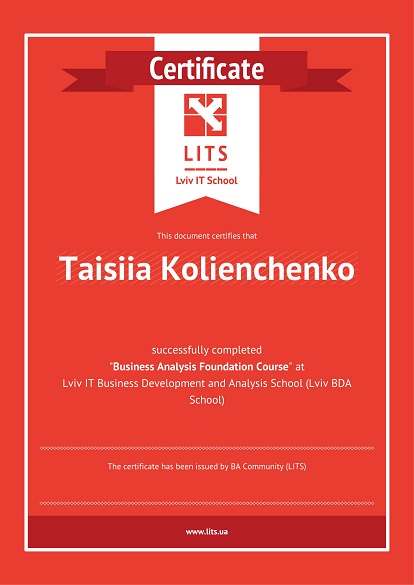 Certificate
LITS
Lviv IT School
This document certifies that
Taisiia Kolienchenko
successfully completed
"Business Analysis Foundation Course" at
Lviv IT Business Development and Analysis School (Lviv BDA
School)
The certificate has been issued by BA Community (LITS)
www.lits.ua